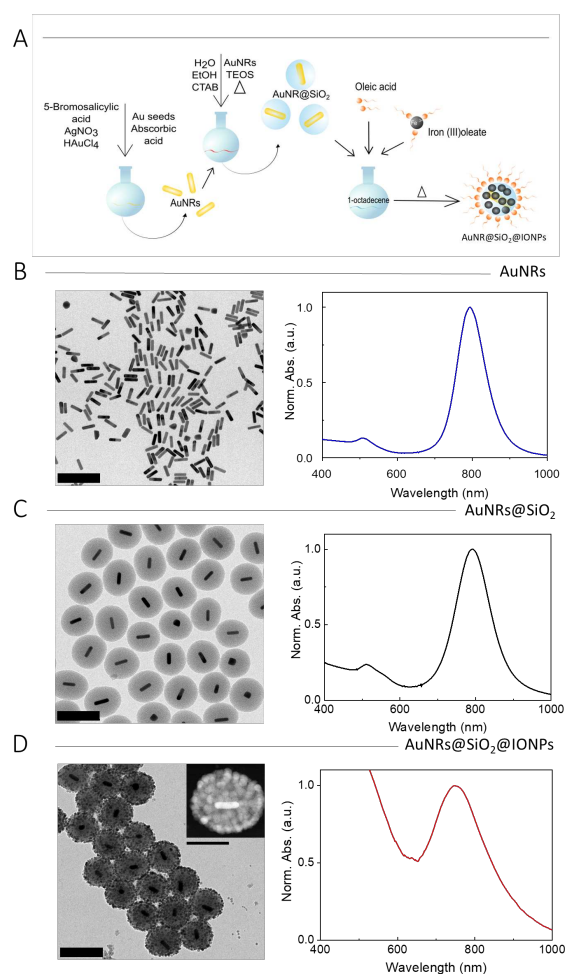 A
5-Bromosalicylic
acid
AgNO3
HAuCl4
Au seeds
Abscorbic
acid
AuNRs
H2O
EtOH
CTAB
AuNRs
TEOS
Δ
AuNR@SiO2
Oleic acid
Iron (III)oleate
1-octadecene
Δ
AuNR@SiO2@IONPs
B
AuNRs
Norm. Abs. (a.u.)
1.0
0.5
0.0
400
600
800
1000
Wavelength (nm)
C
AuNRs@SiO2
Norm. Abs. (a.u.)
1.0
0.5
0.0
400
600
800
1000
Wavelength (nm)
D
AuNRs@SiO2@IONPs
Norm. Abs. (a.u.)
1.0
0.5
0.0
400
600
800
1000
Wavelength (nm)